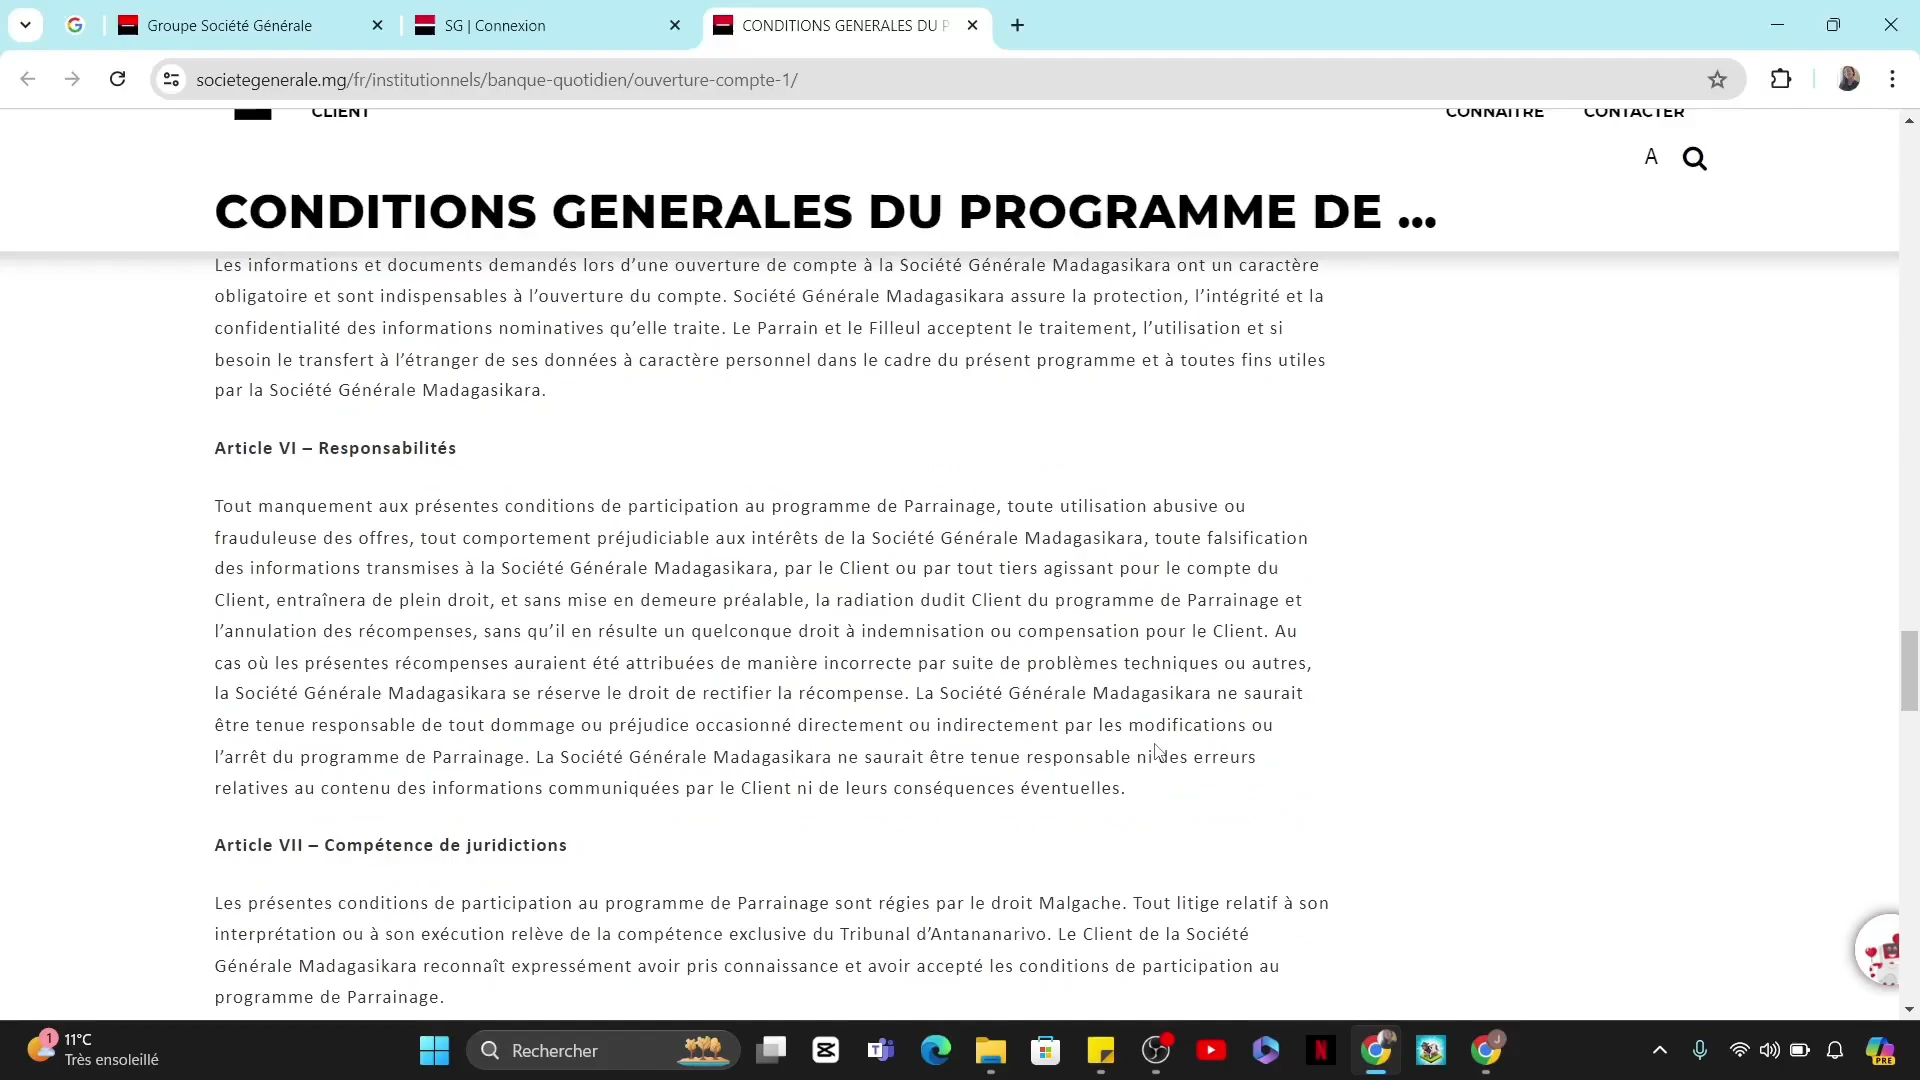 Groupe Société Générale
SG | Connexion
CONDITIONS GENERALES DU P
societegenerale.mg/fr/institutionnels/banque-quotidien/ouverture-compte-1/
CLIENT
CONNAITRE
CONTACTER
A
CONDITIONS GENERALES DU PROGRAMME DE ...
Les informations et documents demandés lors d’une ouverture de compte à la Société Générale Madagasikara ont un caractère
obligatoire et sont indispensables à l’ouverture du compte. Société Générale Madagasikara assure la protection, l’intégrité et la
confidentialité des informations nominatives qu’elle traite. Le Parrain et le Filleul acceptent le traitement, l’utilisation et si
besoin le transfert à l’étranger de ses données à caractère personnel dans le cadre du présent programme et à toutes fins utiles
par la Société Générale Madagasikara.
Article VI – Responsabilités
Tout manquement aux présentes conditions de participation au programme de Parrainage, toute utilisation abusive ou
frauduleuse des offres, tout comportement préjudiciable aux intérêts de la Société Générale Madagasikara, toute falsification
des informations transmises à la Société Générale Madagasikara, par le Client ou par tout tiers agissant pour le compte du
Client, entraînera de plein droit, et sans mise en demeure préalable, la radiation dudit Client du programme de Parrainage et
l’annulation des récompenses, sans qu’il en résulte un quelconque droit à indemnisation ou compensation pour le Client. Au
cas où les présentes récompenses auraient été attribuées de manière incorrecte par suite de problèmes techniques ou autres,
la Société Générale Madagasikara se réserve le droit de rectifier la récompense. La Société Générale Madagasikara ne saurait
être tenue responsable de tout dommage ou préjudice occasionné directement ou indirectement par les modifications ou
l’arrêt du programme de Parrainage. La Société Générale Madagasikara ne saurait être tenue responsable ni des erreurs
relatives au contenu des informations communiquées par le Client ni de leurs conséquences éventuelles.
Article VII – Compétence de juridictions
Les présentes conditions de participation au programme de Parrainage sont régies par le droit Malgache. Tout litige relatif à son
interprétation ou à son exécution relève de la compétence exclusive du Tribunal d’Antananarivo. Le Client de la Société
Générale Madagasikara reconnaît expressément avoir pris connaissance et avoir accepté les conditions de participation au
programme de Parrainage.
1
11°C
Très ensoleillé
Rechercher
J
PRE